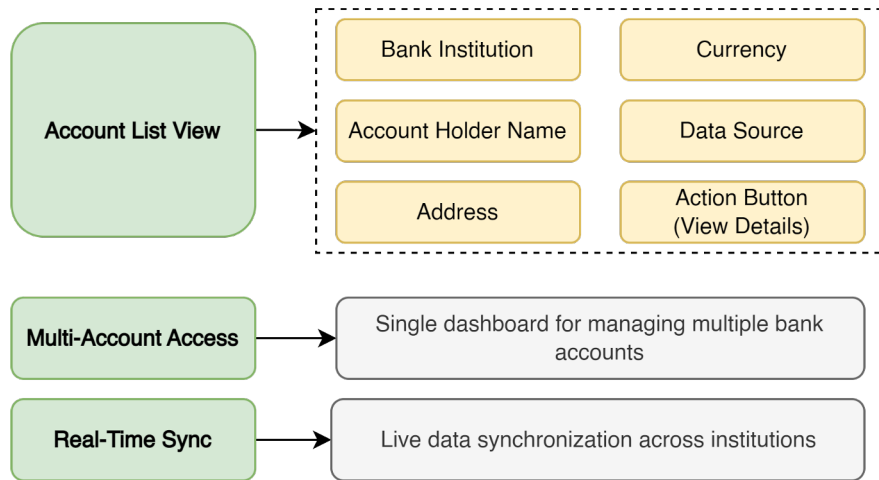 Account List View
Bank Institution
Currency
Account Holder Name
Data Source
Address
Action Button
(View Details)
Multi-Account Access
Single dashboard for managing multiple bank
accounts
Real-Time Sync
Live data synchronization across institutions